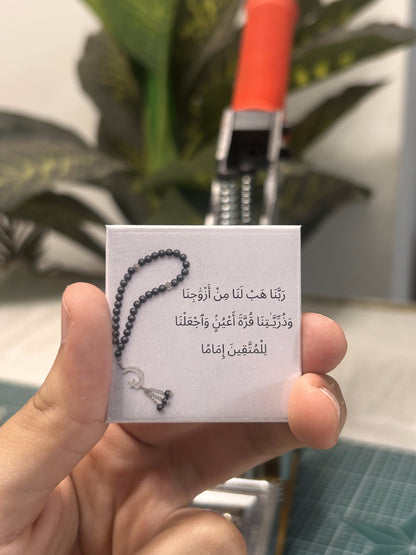 رَبَّنَا هَبْ لَنَا مِنْ أَزْوَٰجِنَا
وَذُرِّيَّـٰتِنَا قُرَّةَ أَعْيُنٍ وَٱجْعَلْنَا
لِلْمُتَّقِينَ إِمَامًا